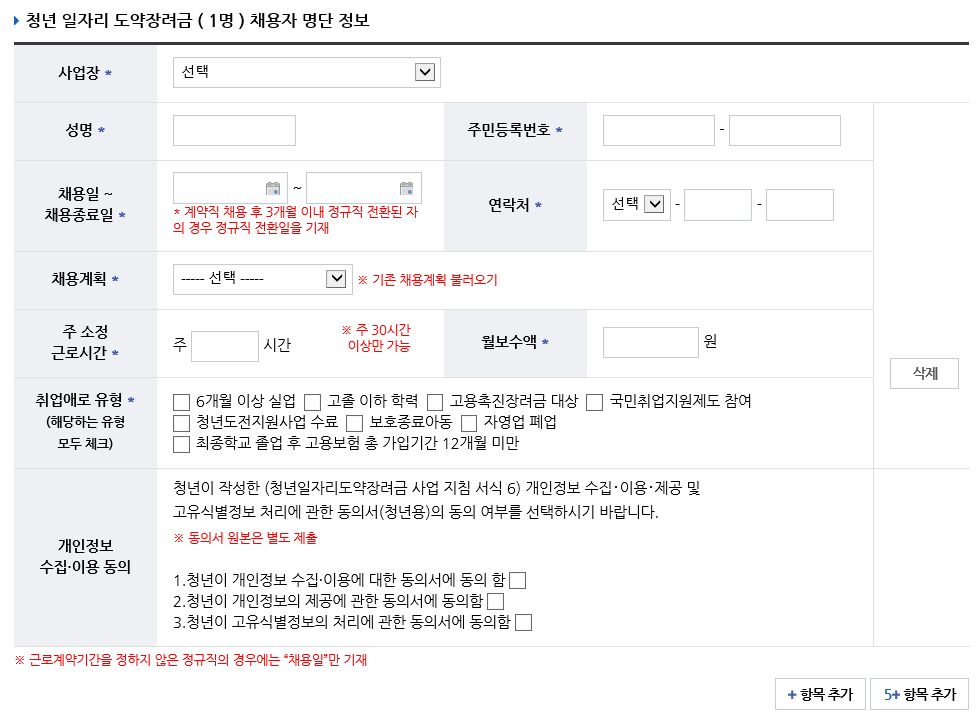 청년 일자리 도약장려금 ( 1명 ) 채용자 명단 정보
사업장 *
선택
성명 *
주민등록번호 *
-
채용일 ~
채용종료일 *
~
* 계약직 채용 후 3개월 이내 정규직 전환된 자
의 경우 정규직 전환일을 기재
연락처 *
선택 - -
채용계획 *
----- 선택 ----- ※ 기존 채용계획 불러오기
주 소정
근로시간 *
주 시간
※ 주 30시간
이상만 가능
월보수액 *
원
삭제
취업애로 유형 *
(해당하는 유형
모두 체크)
6개월 이상 실업 고졸 이하 학력 고용촉진장려금 대상 국민취업지원제도 참여
청년도전지원사업 수료 보호종료아동 자영업 폐업
최종학교 졸업 후 고용보험 총 가입기간 12개월 미만
개인정보
수집·이용 동의
청년이 작성한 (청년일자리도약장려금 사업 지침 서식 6) 개인정보 수집·이용·제공 및
고유식별정보 처리에 관한 동의서(청년용)의 동의 여부를 선택하시기 바랍니다.
※ 동의서 원본은 별도 제출
1.청년이 개인정보 수집·이용에 대한 동의서에 동의 함
2.청년이 개인정보의 제공에 관한 동의서에 동의함
3.청년이 고유식별정보의 처리에 관한 동의서에 동의함
※ 근로계약기간을 정하지 않은 정규직의 경우에는 “채용일”만 기재
+ 항목 추가
5+ 항목 추가